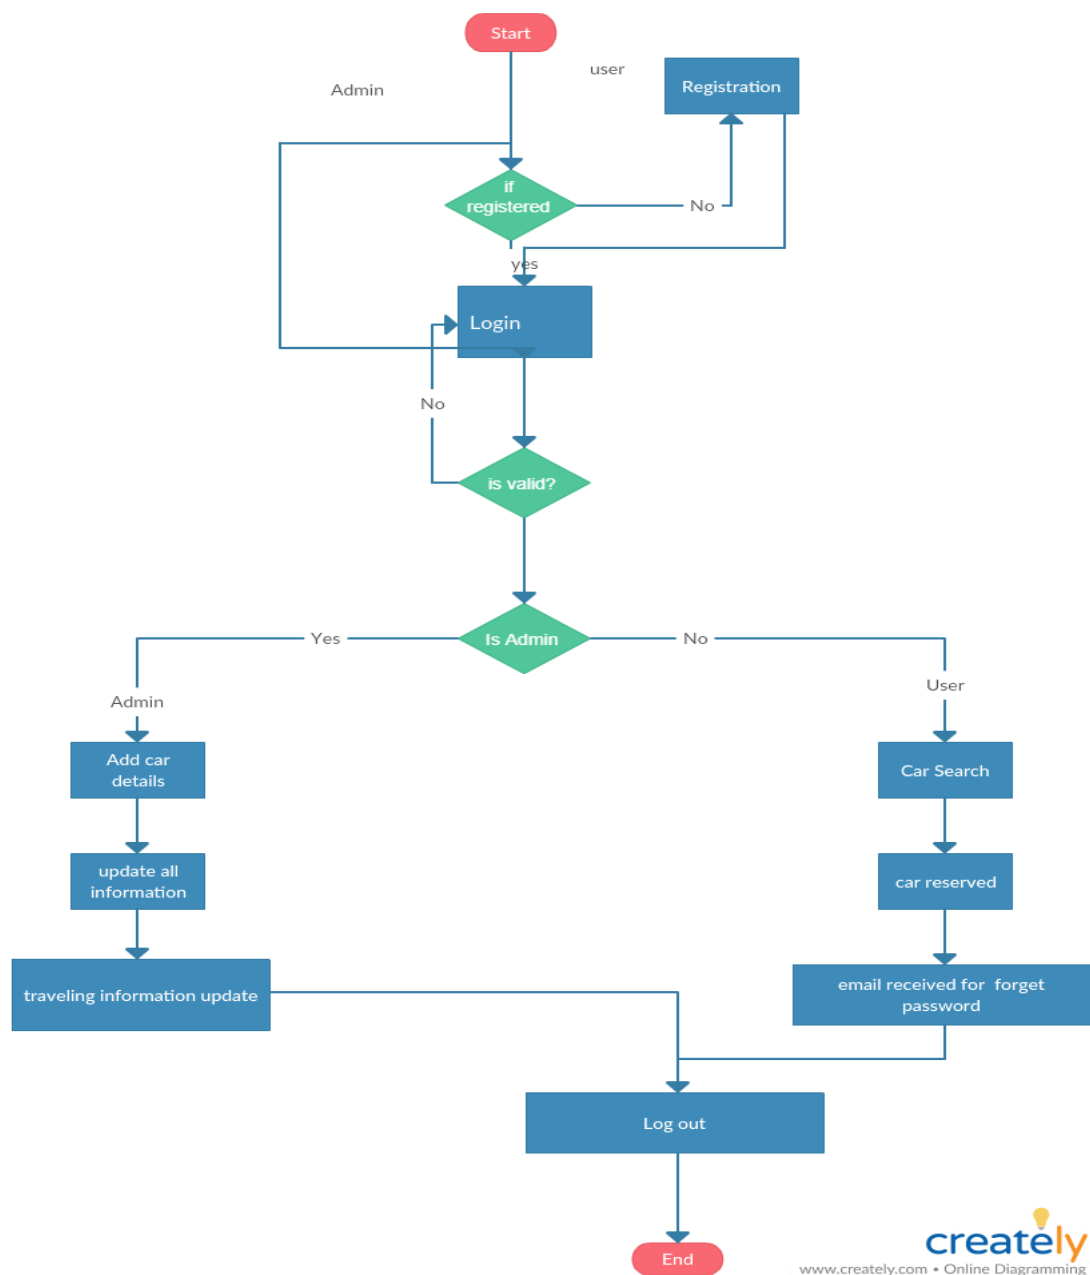 Start
user
Admin
Registration
if
registered
No
yes
Login
No
is valid?
Yes
Is Admin
No
Admin
User
Add car
details
Car Search
update all
information
car reserved
traveling information update
email received for forget
password
Log out
End
creately
www.creately.com • Online Diagramming